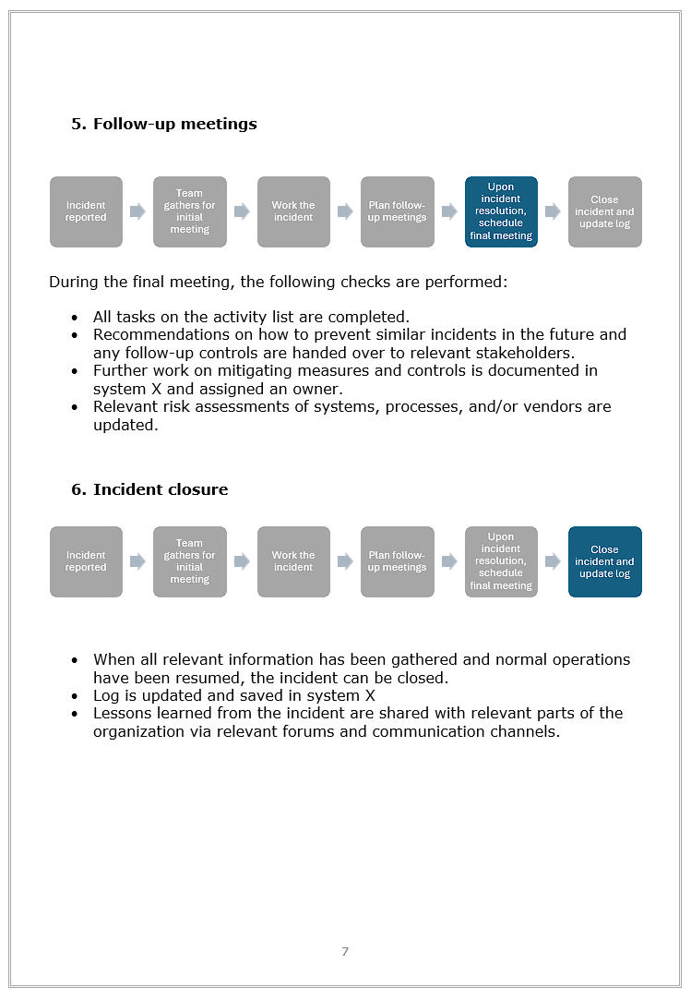 5. Follow-up meetings
Incident
reported
Team
gathers for
initial
meeting
Work the
incident
Plan follow-
up meetings
Upon
incident
resolution,
schedule
final meeting
Close
incident and
update log
During the final meeting, the following checks are performed:
• All tasks on the activity list are completed.
• Recommendations on how to prevent similar incidents in the future and
any follow-up controls are handed over to relevant stakeholders.
• Further work on mitigating measures and controls is documented in
system X and assigned an owner.
• Relevant risk assessments of systems, processes, and/or vendors are
updated.
6. Incident closure
Incident
reported
Team
gathers for
initial
meeting
Work the
incident
Plan follow-
up meetings
Upon
incident
resolution,
schedule
final meeting
Close
incident and
update log
• When all relevant information has been gathered and normal operations
have been resumed, the incident can be closed.
• Log is updated and saved in system X
• Lessons learned from the incident are shared with relevant parts of the
organization via relevant forums and communication channels.
7